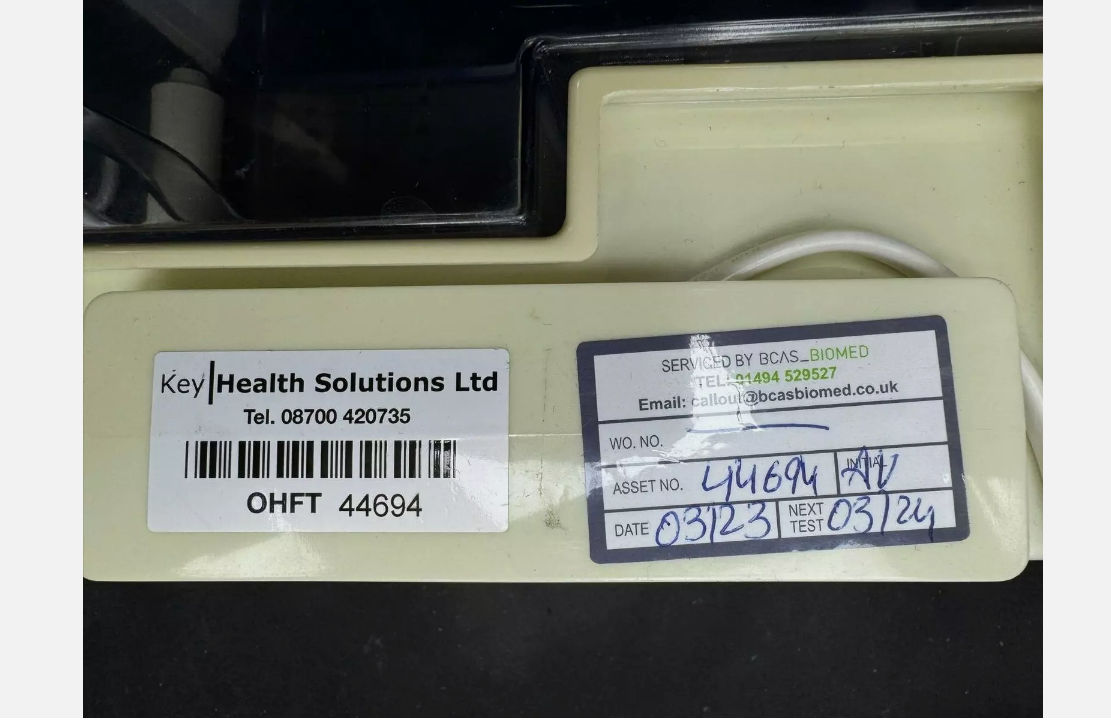 Key Health Solutions Ltd
Tel. 08700 420735
OHFT 44694
SERVICED BY BCAS_BIOMED
TEL: 01494 529527
Email: callout@bcasbiomed.co.uk
WO. NO.
ASSET NO. 44694 INITIAL AV
DATE 03/23 NEXT TEST 03/24